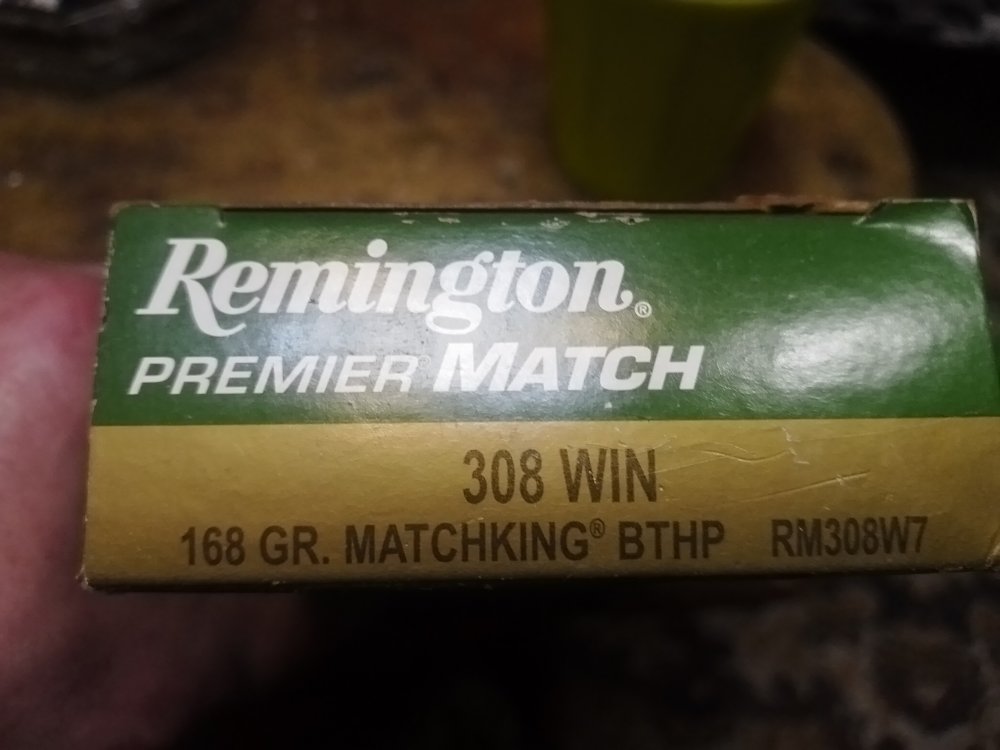 Remington®
PREMIER® MATCH
308 WIN
168 GR. MATCHKING® BTHP RM308W7